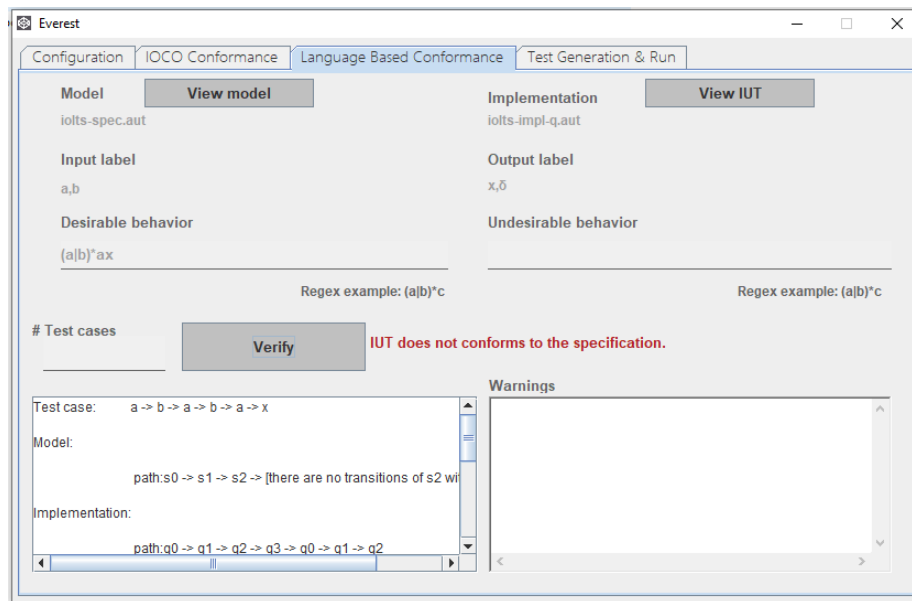 Everest
Configuration IOCO Conformance Language Based Conformance Test Generation & Run
Model View model
iolts-spec.aut
Implementation View IUT
iolts-impl-q.aut
Input label
a,b
Output label
x,δ
Desirable behavior
(a|b)*ax
Undesirable behavior
Regex example: (a|b)*c
Regex example: (a|b)*c
# Test cases
Verify
IUT does not conforms to the specification.
Test case: a -> b -> a -> b -> a -> x
Model:
path:s0 -> s1 -> s2 -> [there are no transitions of s2 wi
Implementation:
path:q0 -> q1 -> q2 -> q3 -> q0 -> q1 -> q2
Warnings